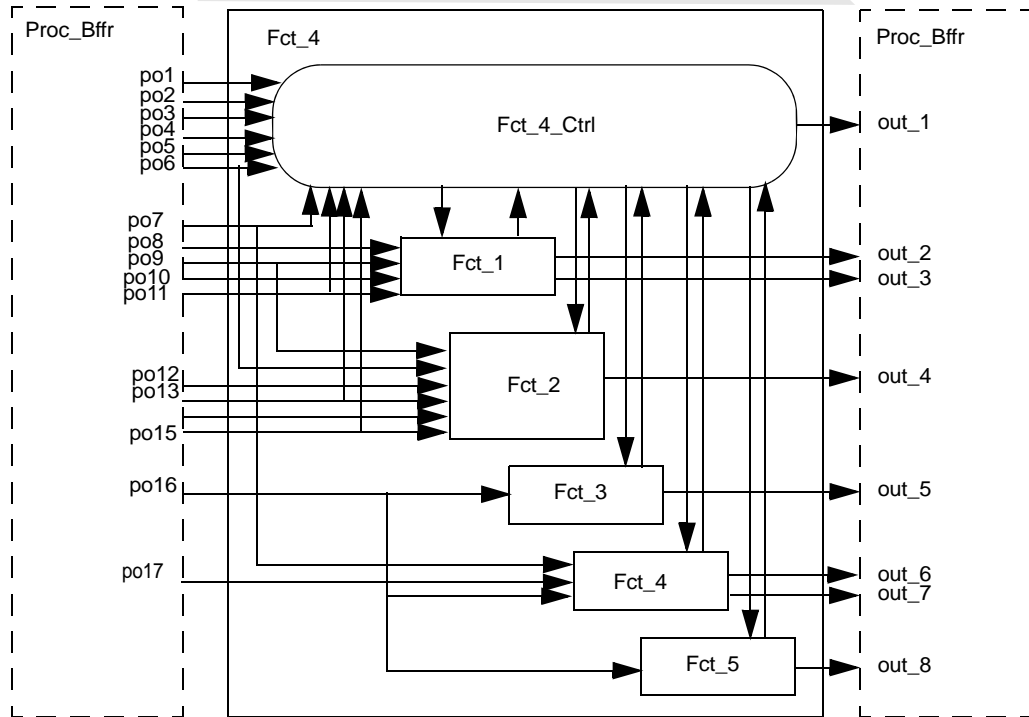 Proc_Bffr
Fct_4
Proc_Bffr
po1
po2
po3
po4
po5
po6
Fct_4_Ctrl
out_1
po7
po8
po9
po10
po11
Fct_1
out_2
out_3
po12
po13
po15
Fct_2
out_4
po16
Fct_3
out_5
po17
Fct_4
out_6
out_7
Fct_5
out_8